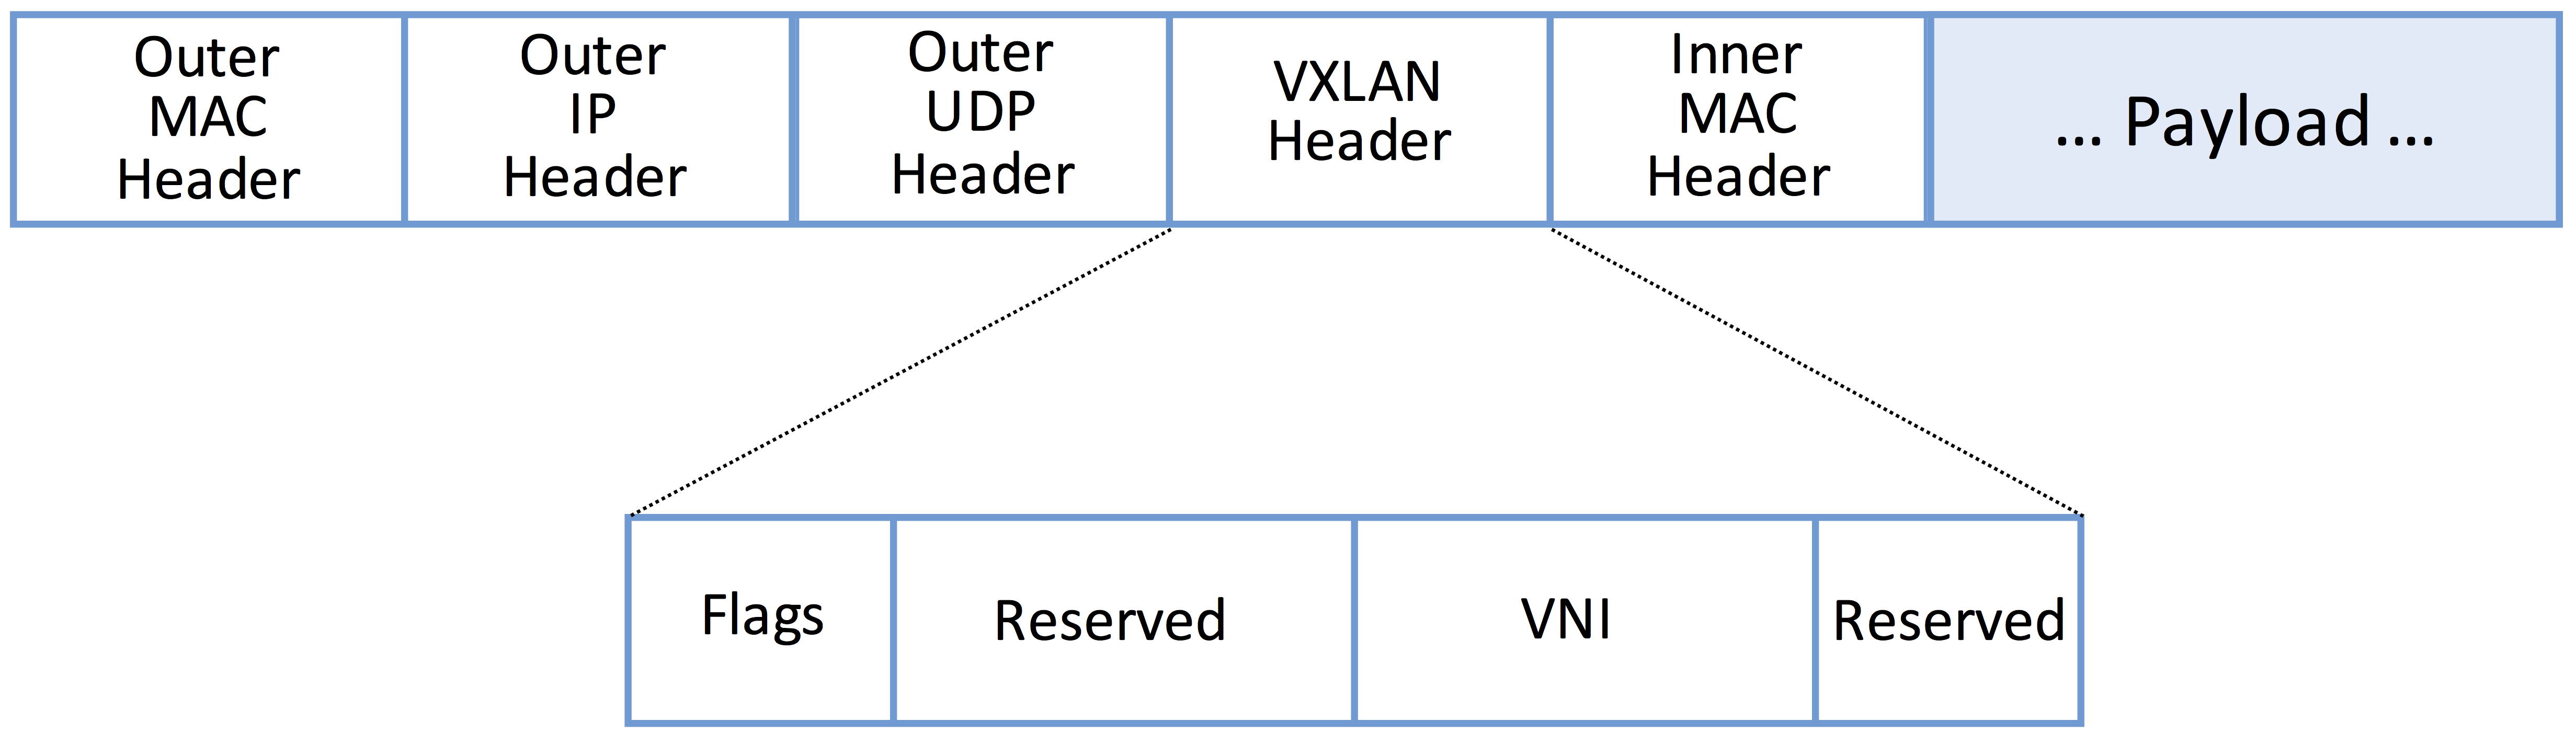 Outer
MAC
Header
Outer
IP
Header
Outer
UDP
Header
VXLAN
Header
Inner
MAC
Header
... Payload ...
Flags
Reserved
VNI
Reserved